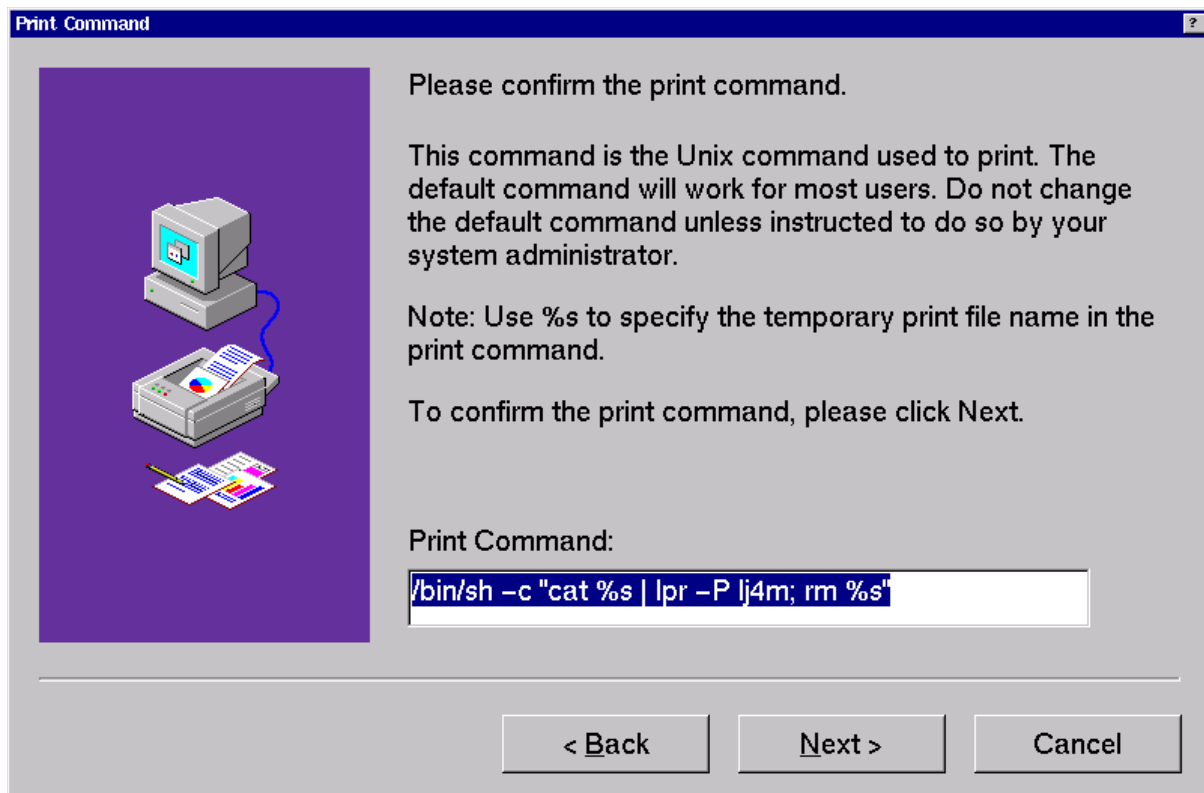 Print Command
?
Please confirm the print command.
This command is the Unix command used to print. The
default command will work for most users. Do not change
the default command unless instructed to do so by your
system administrator.
Note: Use %s to specify the temporary print file name in the
print command.
To confirm the print command, please click Next.
Print Command:
/bin/sh –c "cat %s | lpr –P lj4m; rm %s"
< Back
Next >
Cancel